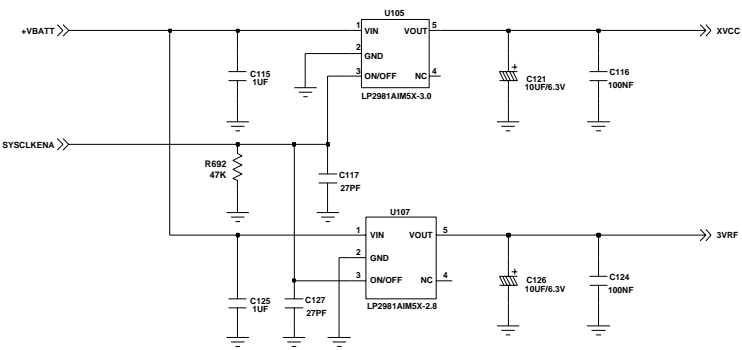 U105
+VBATT
1
VIN
VOUT
5
XVCC
2
GND
3
ON/OFF
NC
4
C115
1UF
LP2981AIM5X-3.0
+
C121
10UF/6.3V
C116
100NF
SYSCLKENA
R692
47K
C117
27PF
U107
1
VIN
VOUT
5
3VRF
2
GND
3
ON/OFF
NC
4
C125
1UF
C127
27PF
LP2981AIM5X-2.8
+
C126
10UF/6.3V
C124
100NF